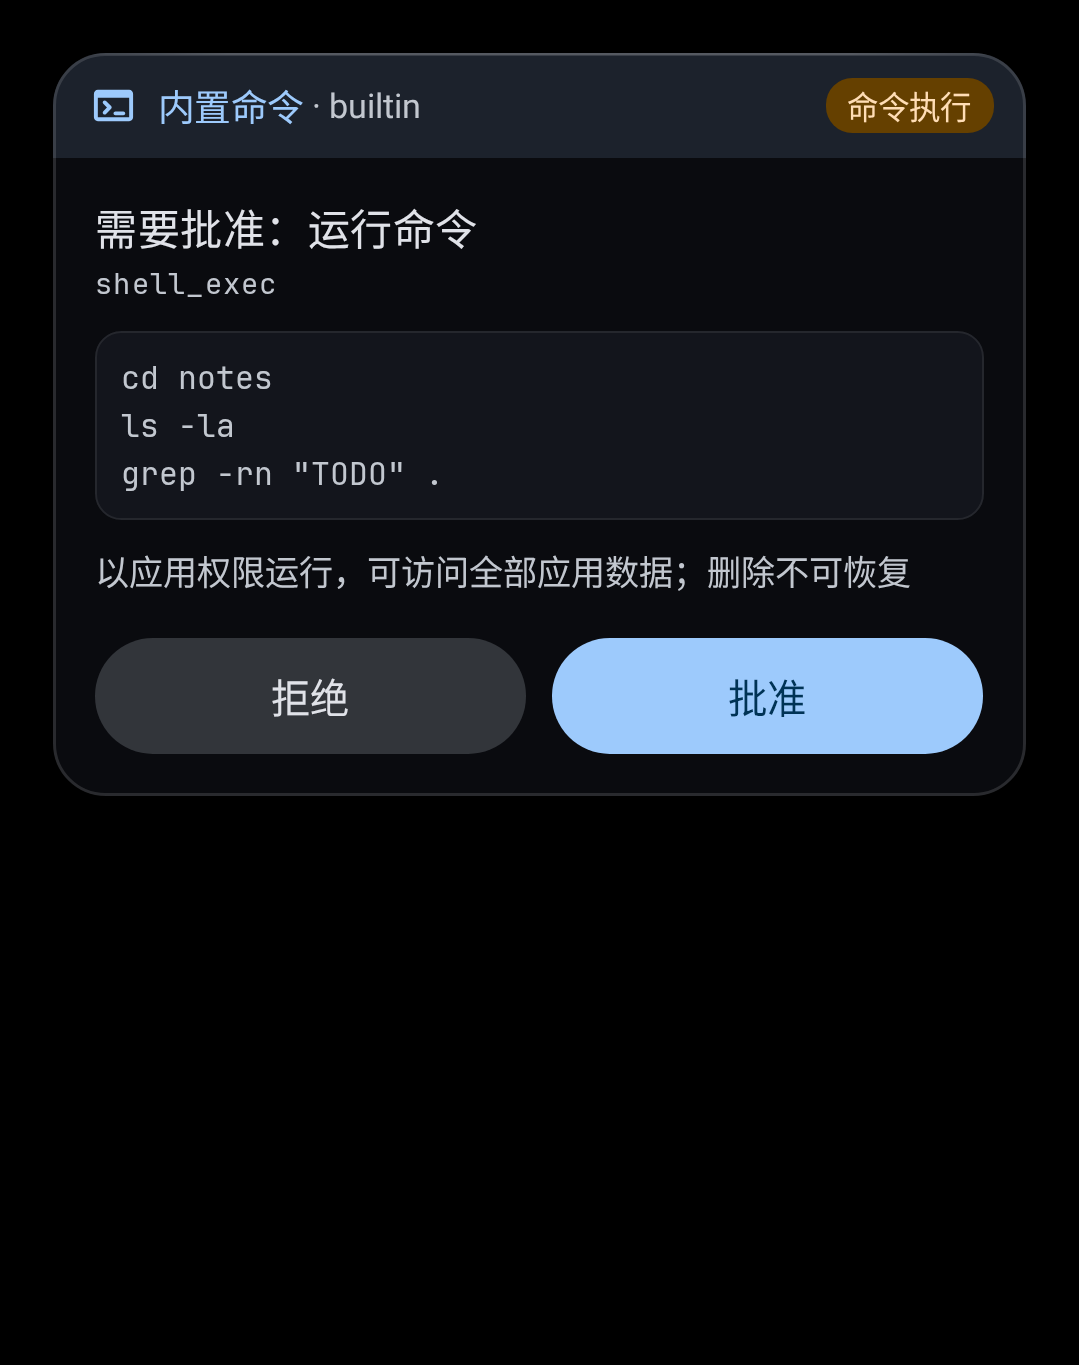 内置命令 · builtin
命令执行
需要批准：运行命令
shell_exec
cd notes
ls -la
grep -rn "TODO" .
以应用权限运行，可访问全部应用数据；删除不可恢复
拒绝
批准